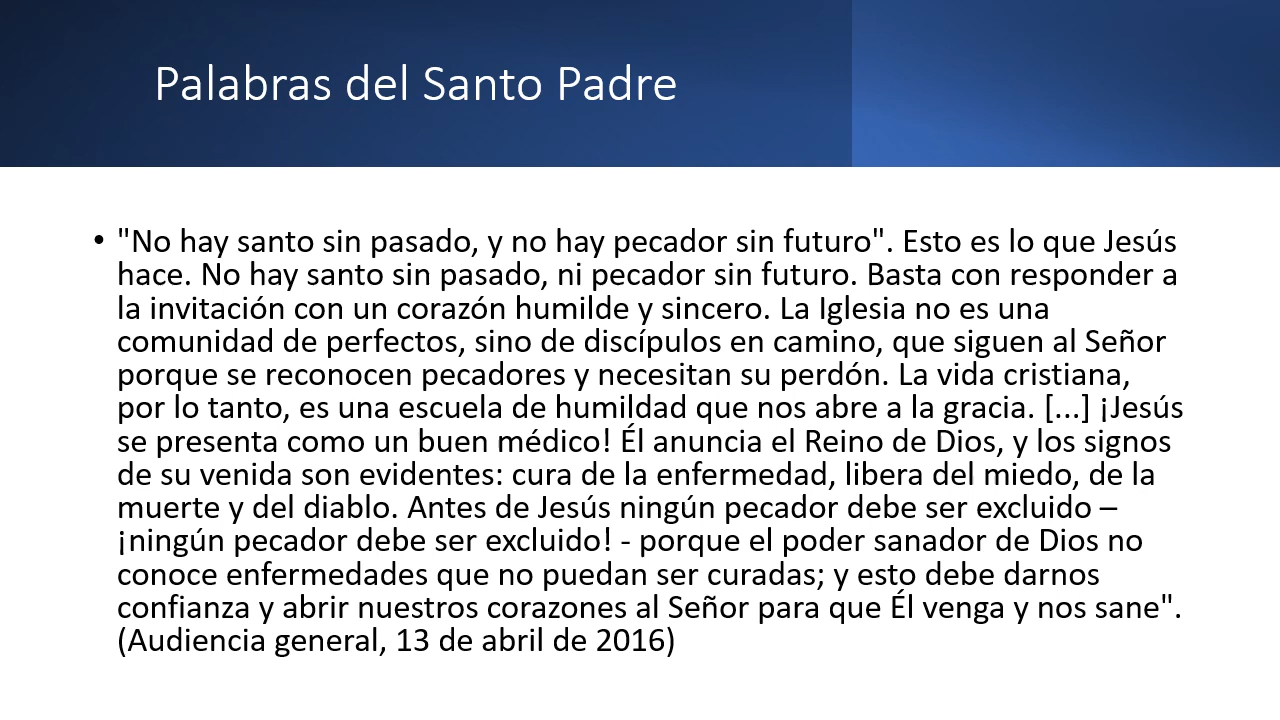 Palabras del Santo Padre
• "No hay santo sin pasado, y no hay pecador sin futuro". Esto es lo que Jesús
hace. No hay santo sin pasado, ni pecador sin futuro. Basta con responder a
la invitación con un corazón humilde y sincero. La Iglesia no es una
comunidad de perfectos, sino de discípulos en camino, que siguen al Señor
porque se reconocen pecadores y necesitan su perdón. La vida cristiana,
por lo tanto, es una escuela de humildad que nos abre a la gracia. [...] ¡Jesús
se presenta como un buen médico! Él anuncia el Reino de Dios, y los signos
de su venida son evidentes: cura de la enfermedad, libera del miedo, de la
muerte y del diablo. Antes de Jesús ningún pecador debe ser excluido –
¡ningún pecador debe ser excluido! - porque el poder sanador de Dios no
conoce enfermedades que no puedan ser curadas; y esto debe darnos
confianza y abrir nuestros corazones al Señor para que Él venga y nos sane".
(Audiencia general, 13 de abril de 2016)